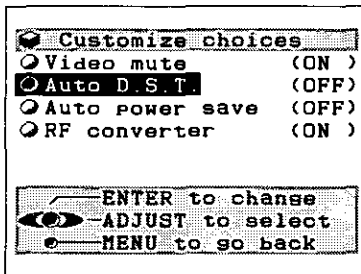 Customize choices
Video mute (ON )
Auto D.S.T. (OFF)
Auto power save (OFF)
RF converter (ON )
ENTER to change
ADJUST to select
MENU to go back